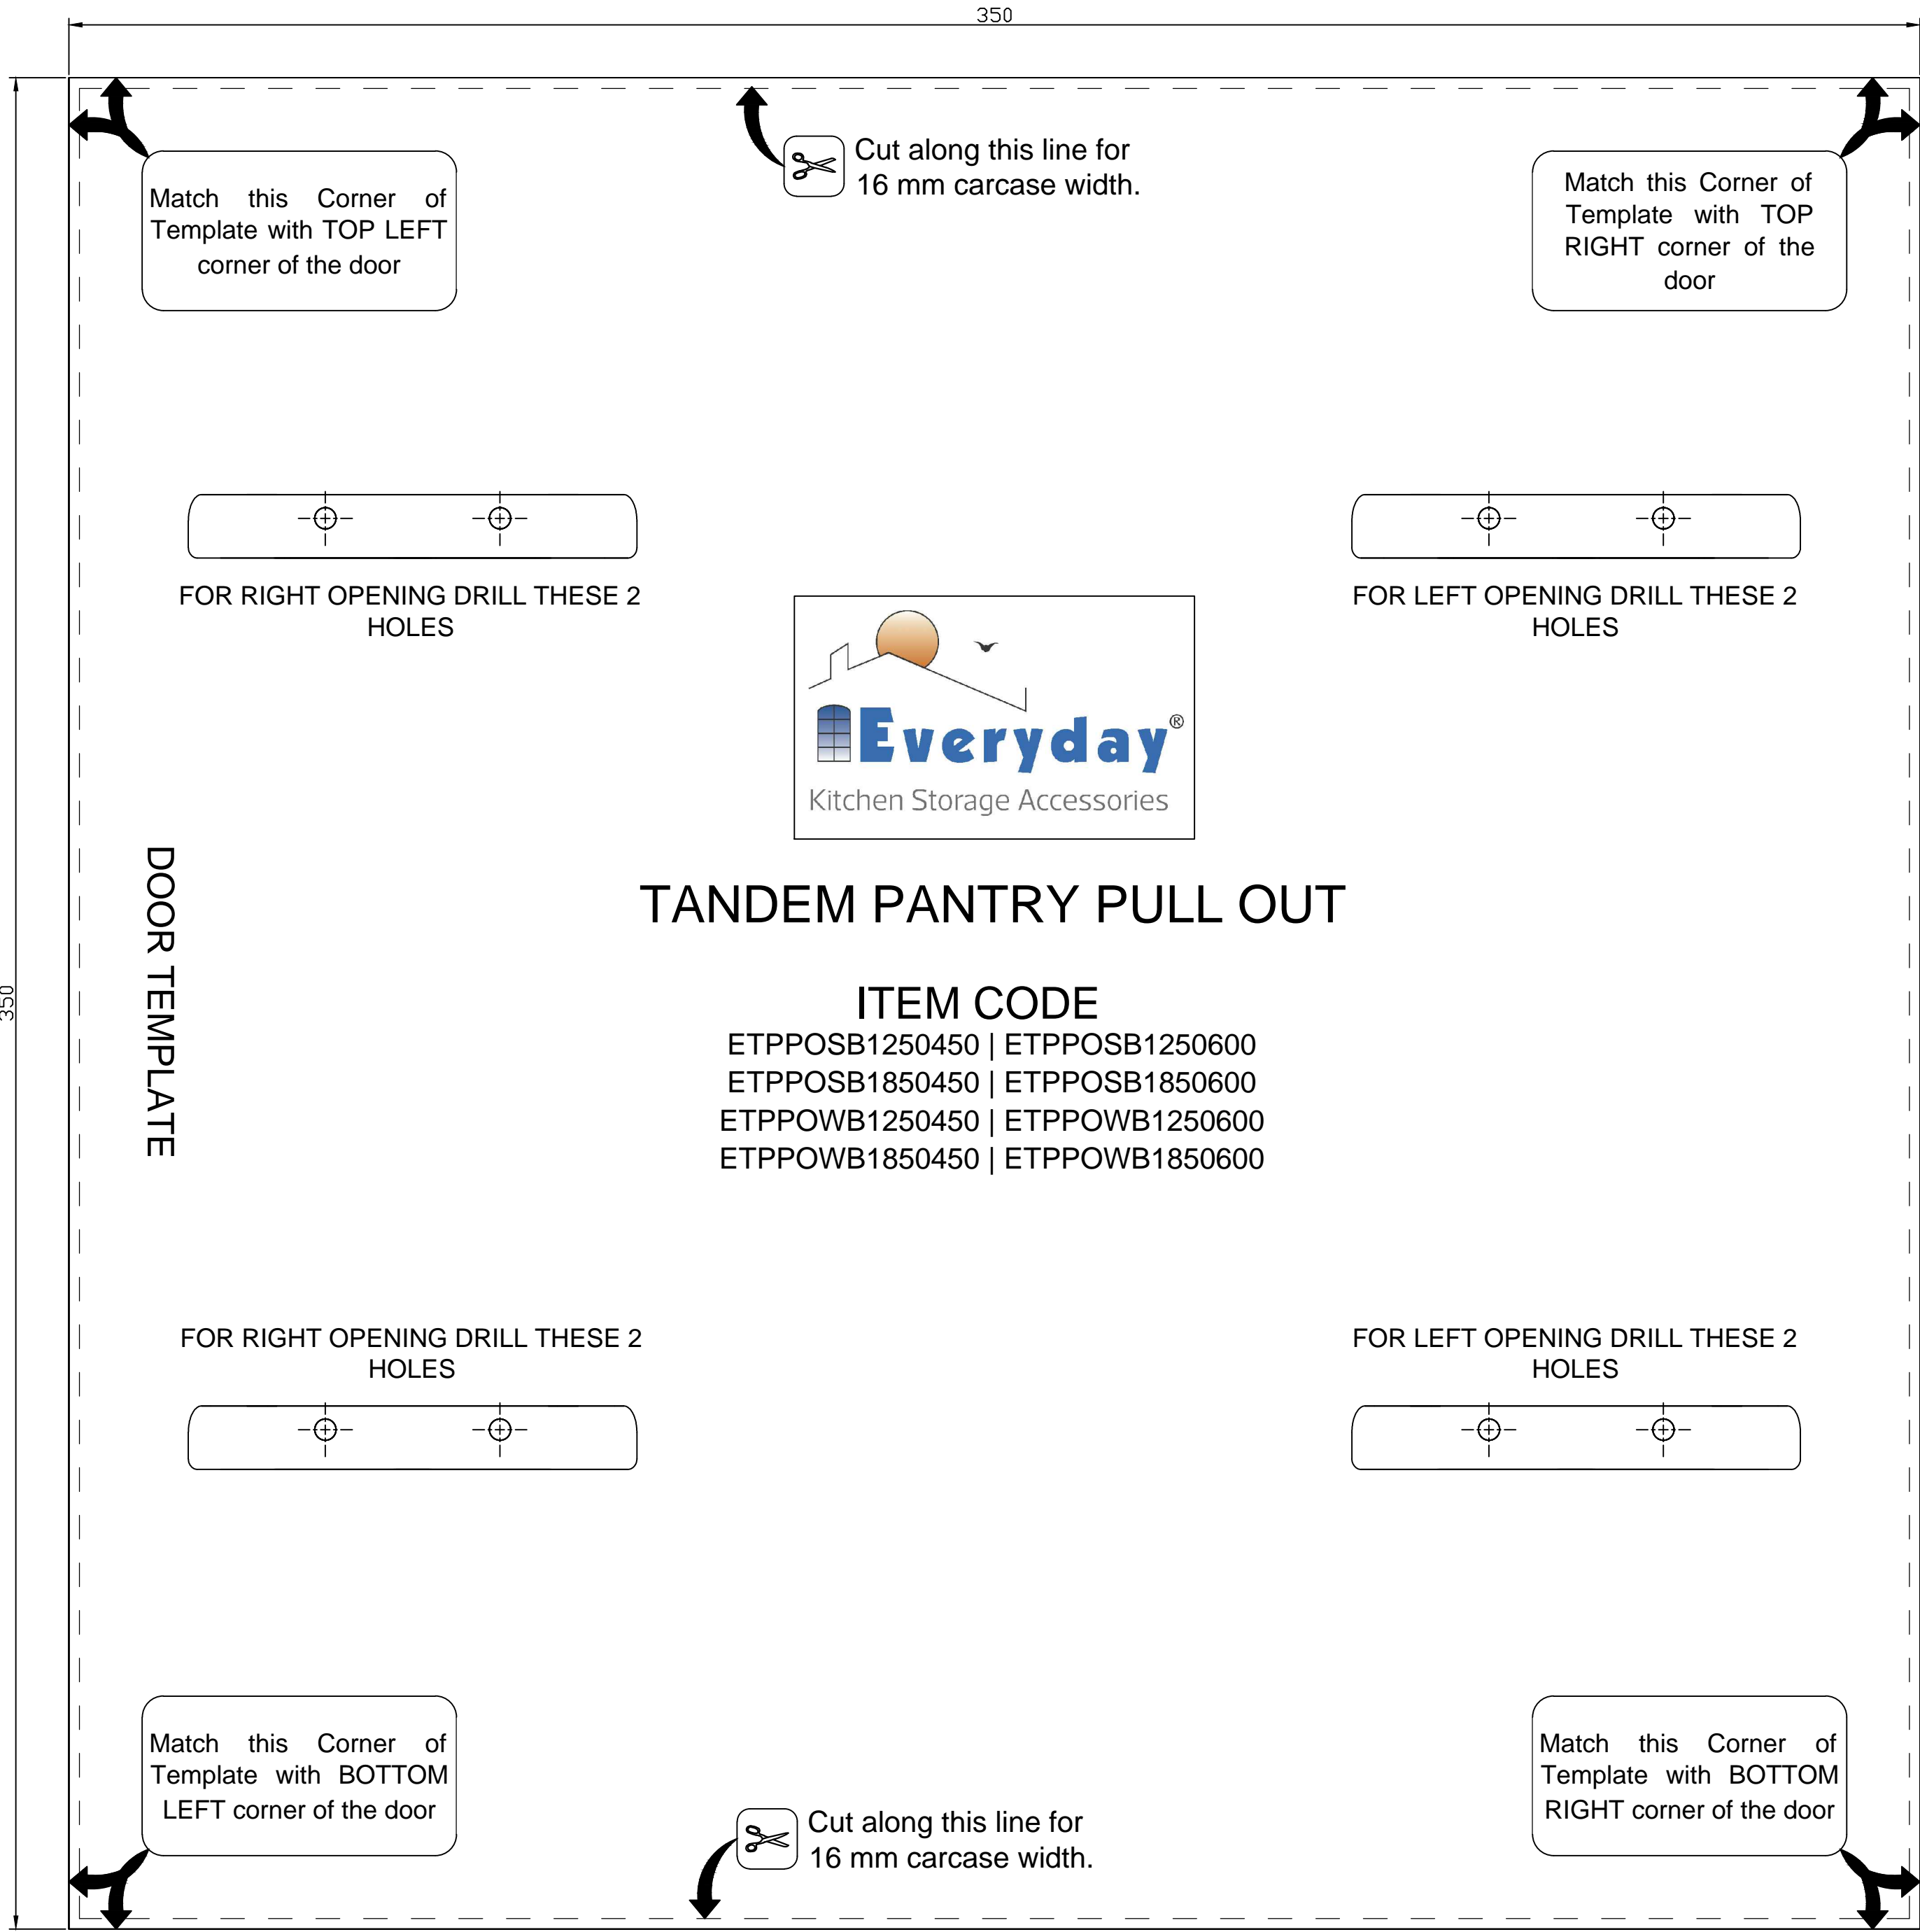 350
Cut along this line for
16 mm carcase width.
Match this Corner of
Template with TOP LEFT
corner of the door
Match this Corner of
Template with TOP
RIGHT corner of the
door
FOR RIGHT OPENING DRILL THESE 2
HOLES
FOR LEFT OPENING DRILL THESE 2
HOLES
Everyday®
Kitchen Storage Accessories
DOOR TEMPLATE
350
TANDEM PANTRY PULL OUT
ITEM CODE
ETPPOSB1250450 | ETPPOSB1250600
ETPPOSB1850450 | ETPPOSB1850600
ETPPOWB1250450 | ETPPOWB1250600
ETPPOWB1850450 | ETPPOWB1850600
FOR RIGHT OPENING DRILL THESE 2
HOLES
FOR LEFT OPENING DRILL THESE 2
HOLES
Match this Corner of
Template with BOTTOM
LEFT corner of the door
Match this Corner of
Template with BOTTOM
RIGHT corner of the door
Cut along this line for
16 mm carcase width.